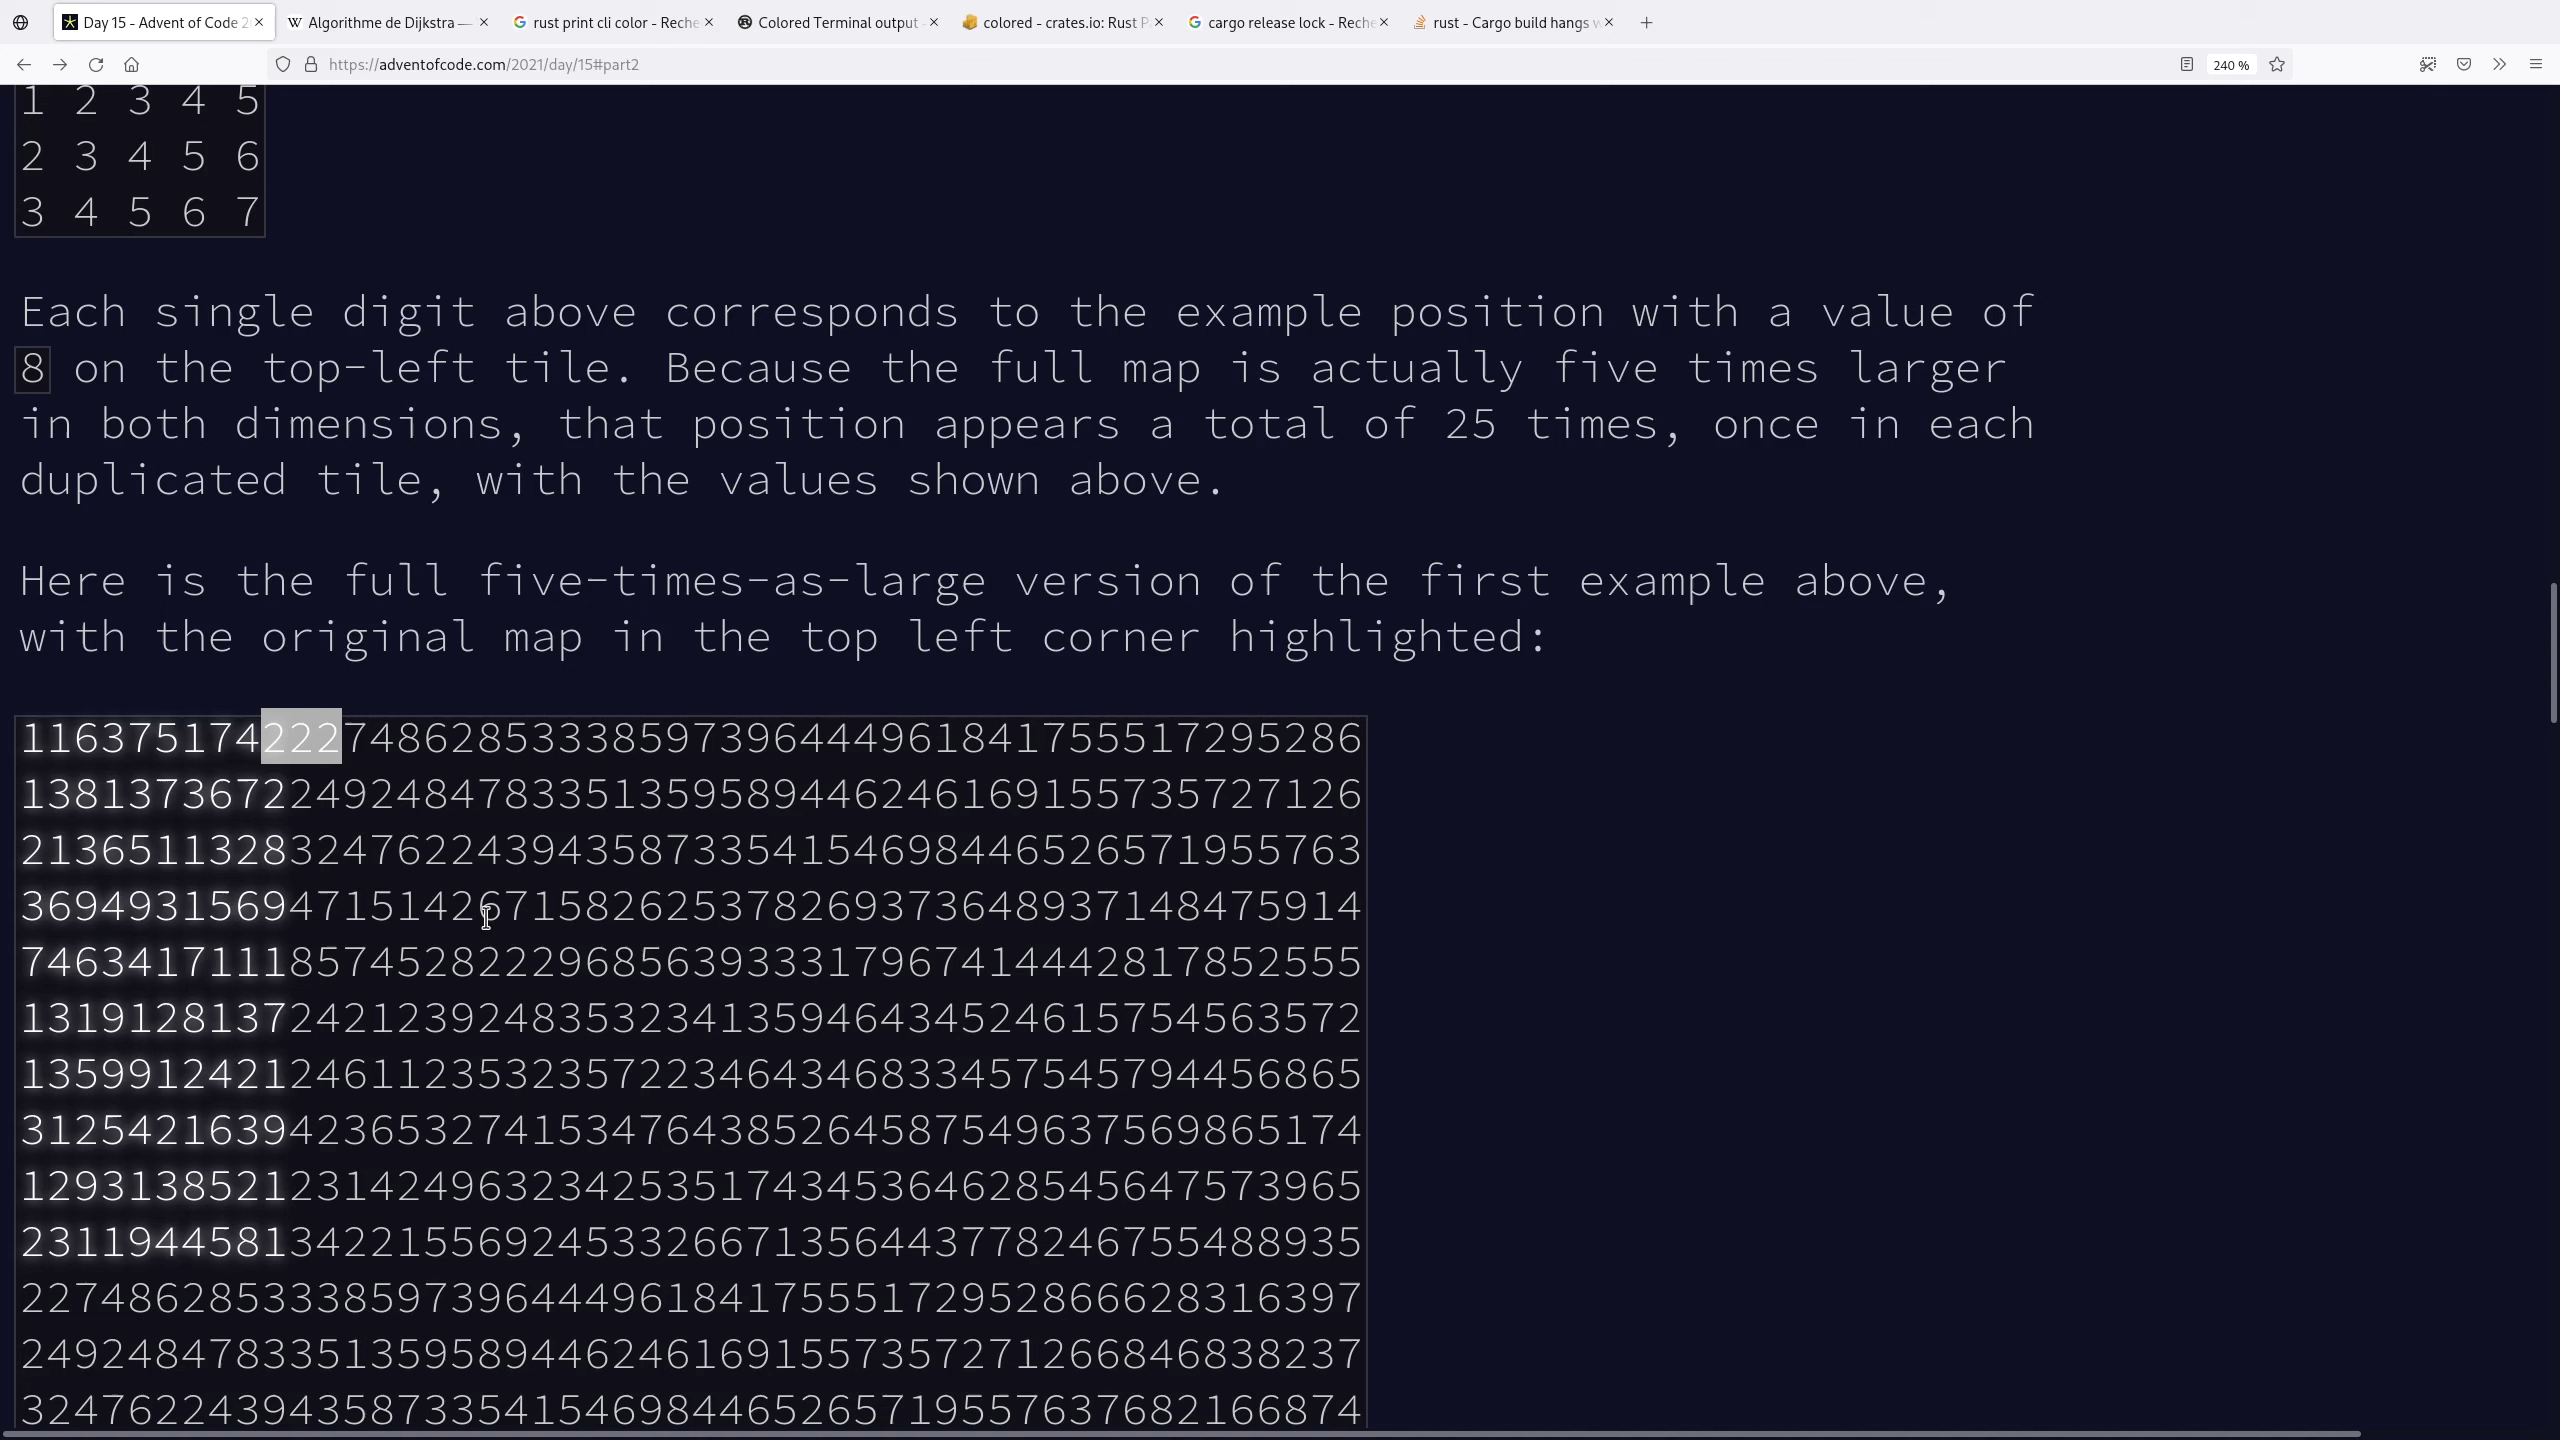 Day 15 - Advent of Code 2
Algorithme de Dijkstra —
rust print cli color - Reche
Colored Terminal output -
colored - crates.io: Rust P
cargo release lock - Reche
rust - Cargo build hangs w
https://adventofcode.com/2021/day/15#part2
240 %
1 2 3 4 5
2 3 4 5 6
3 4 5 6 7
Each single digit above corresponds to the example position with a value of
8 on the top-left tile. Because the full map is actually five times larger
in both dimensions, that position appears a total of 25 times, once in each
duplicated tile, with the values shown above.
Here is the full five-times-as-large version of the first example above,
with the original map in the top left corner highlighted:
11637517422274862853338597396444961841755517295286
13813736722492484783351359589446246169155735727126
21365113283247622439435873354154698446526571955763
36949315694715142671582625378269373648937148475914
74634171118574528222968563933317967414442817852555
13191281372421239248353234135946434524615754563572
13599124212461123532357223464346833457545794456865
31254216394236532741534764385264587549637569865174
12931385212314249632342535174345364628545647573965
23119445813422155692453326671356443778246755488935
22748628533385973964449618417555172952866628316397
24924847833513595894462461691557357271266846838237
32476224394358733541546984465265719557637682166874